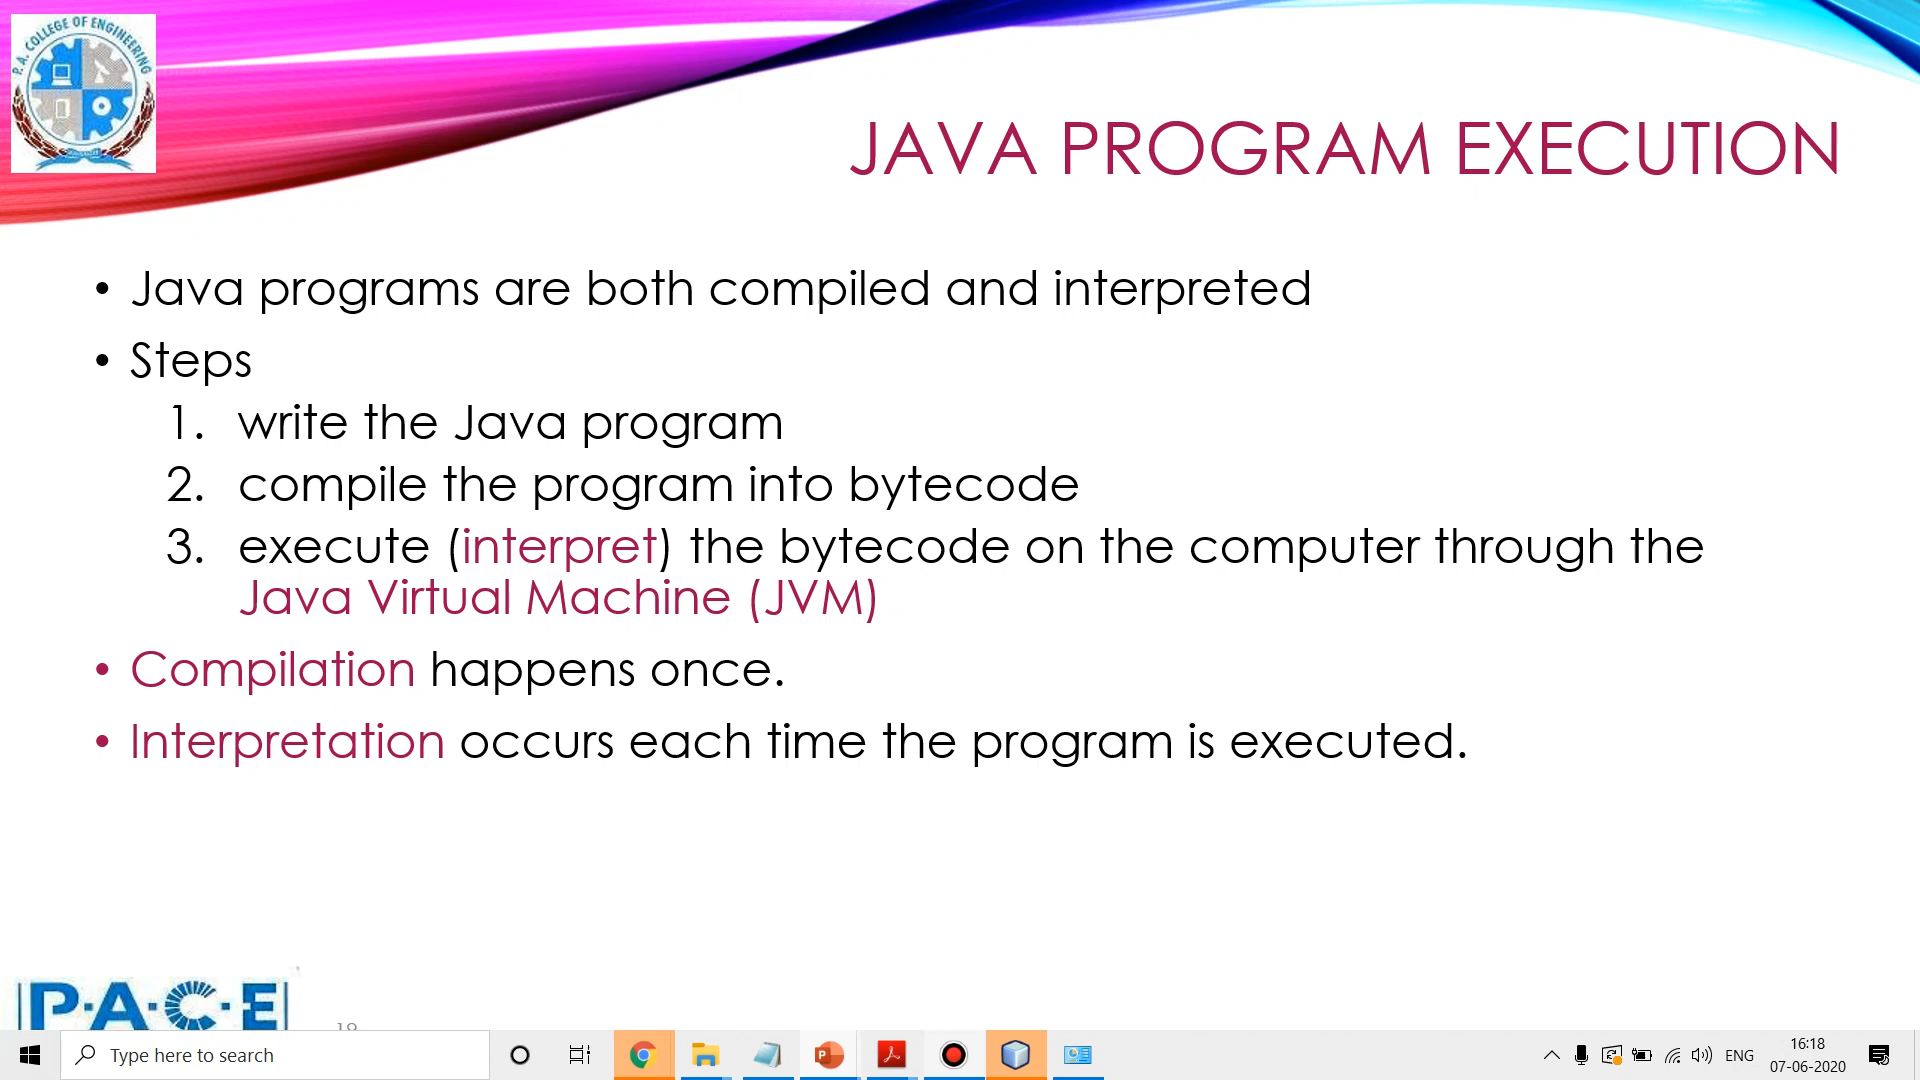 P.A. COLLEGE OF ENGINEERING
JAVA PROGRAM EXECUTION
• Java programs are both compiled and interpreted
• Steps
1. write the Java program
2. compile the program into bytecode
3. execute (interpret) the bytecode on the computer through the
Java Virtual Machine (JVM)
• Compilation happens once.
• Interpretation occurs each time the program is executed.
P·A·C·E
Type here to search
ENG
16:18
07-06-2020